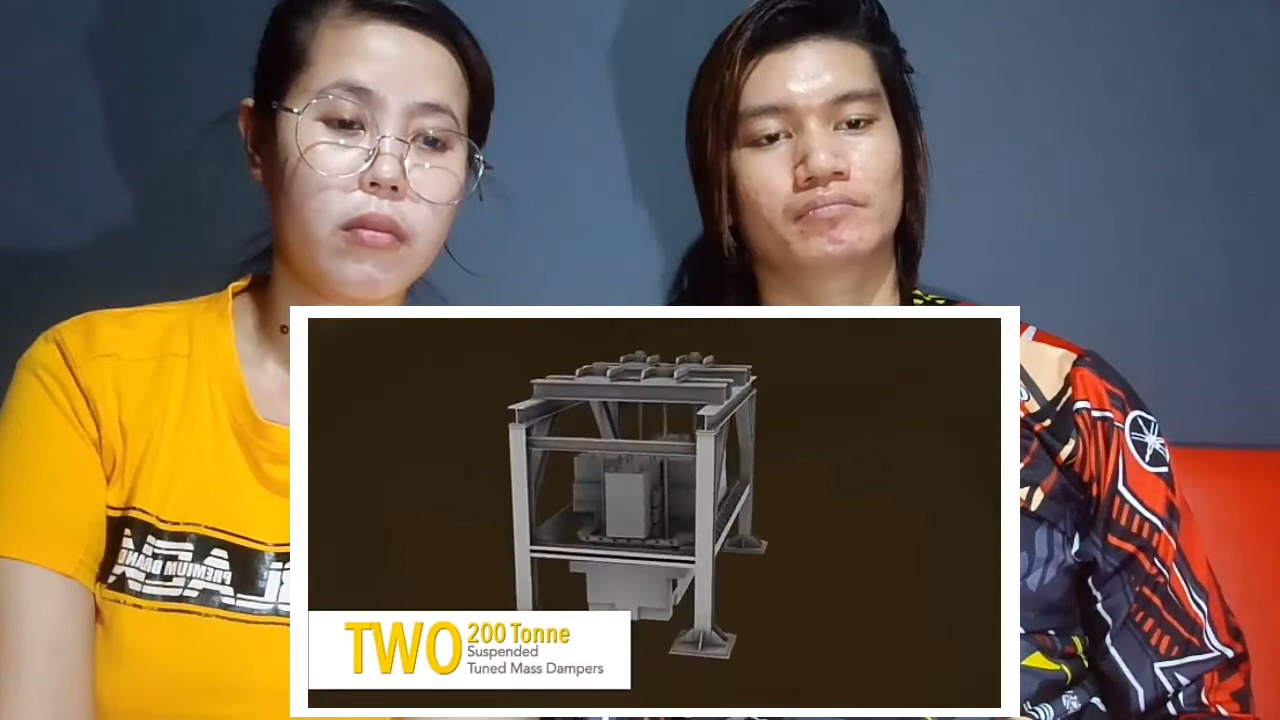 TWO
200 Tonne
Suspended
Tuned Mass Dampers
PREMIUM BRAND